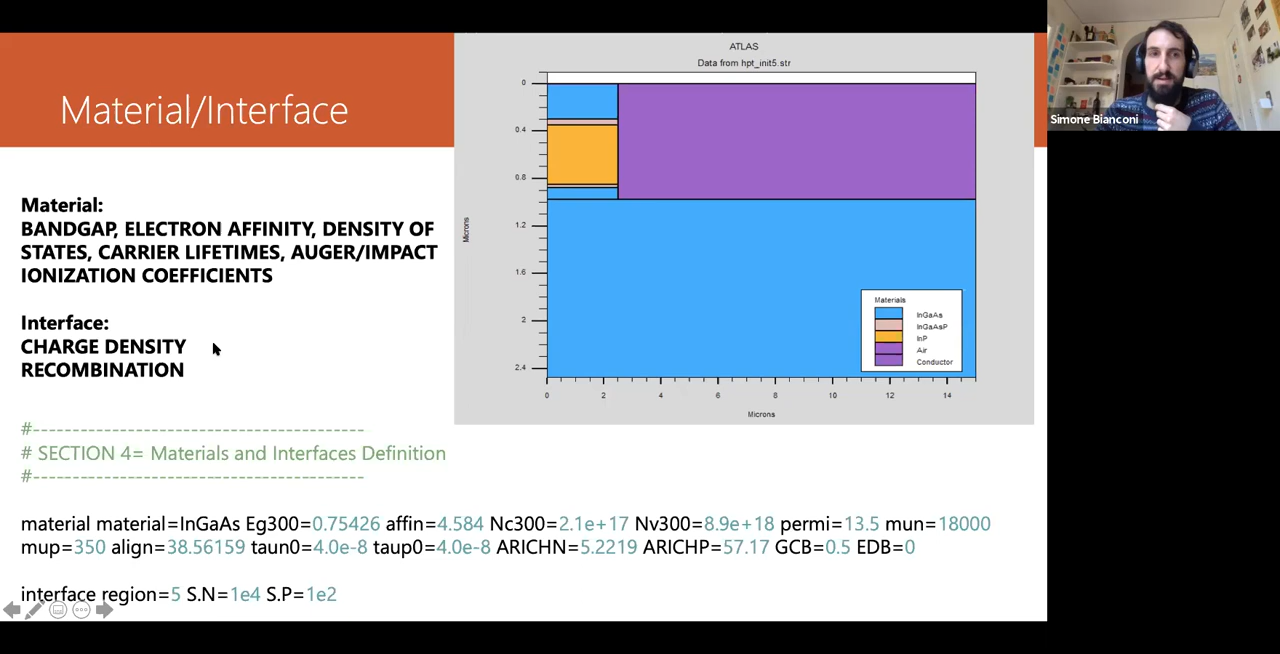 Material/Interface
Material:
BANDGAP, ELECTRON AFFINITY, DENSITY OF
STATES, CARRIER LIFETIMES, AUGER/IMPACT
IONIZATION COEFFICIENTS
Interface:
CHARGE DENSITY
RECOMBINATION
ATLAS
Data from hpt_init5.str
0
0.4
0.8
1.2
1.6
2
2.4
Microns
0 2 4 6 8 10 12 14
Microns
Materials
InGaAs
InGaAsP
InP
Air
Conductor
#----------------------------------------
# SECTION 4= Materials and Interfaces Definition
#----------------------------------------
material material=InGaAs Eg300=0.75426 affin=4.584 Nc300=2.1e+17 Nv300=8.9e+18 permi=13.5 mun=18000
mup=350 align=38.56159 taun0=4.0e-8 taup0=4.0e-8 ARICHN=5.2219 ARICHP=57.17 GCB=0.5 EDB=0
interface region=5 S.N=1e4 S.P=1e2
Simone Bianconi